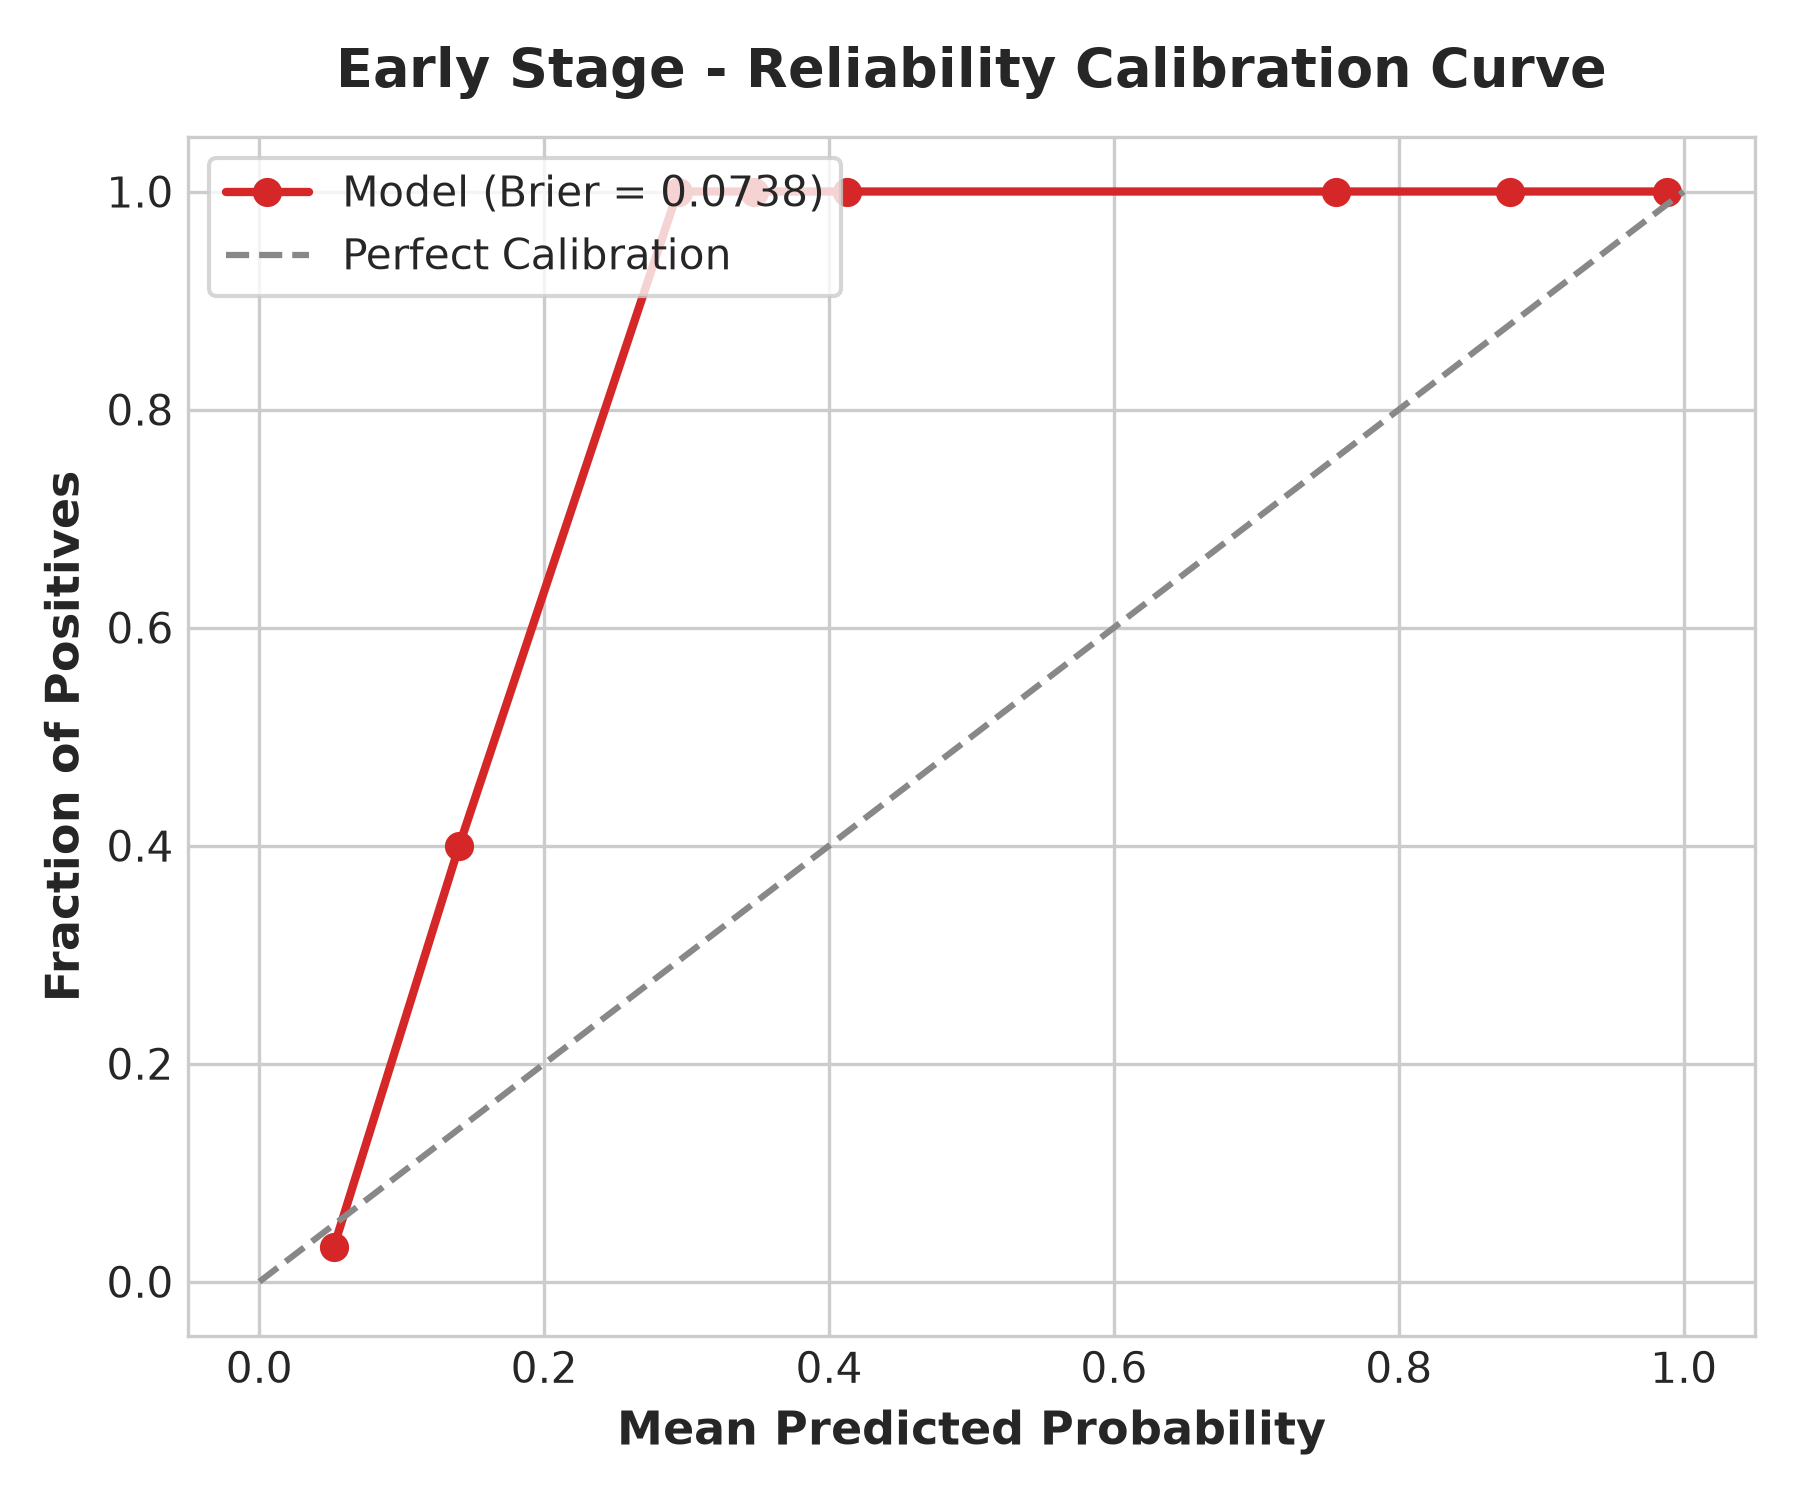 Early Stage - Reliability Calibration Curve
Model (Brier = 0.0738)
Perfect Calibration
Fraction of Positives
1.0
0.8
0.6
0.4
0.2
0.0
0.0 0.2 0.4 0.6 0.8 1.0
Mean Predicted Probability